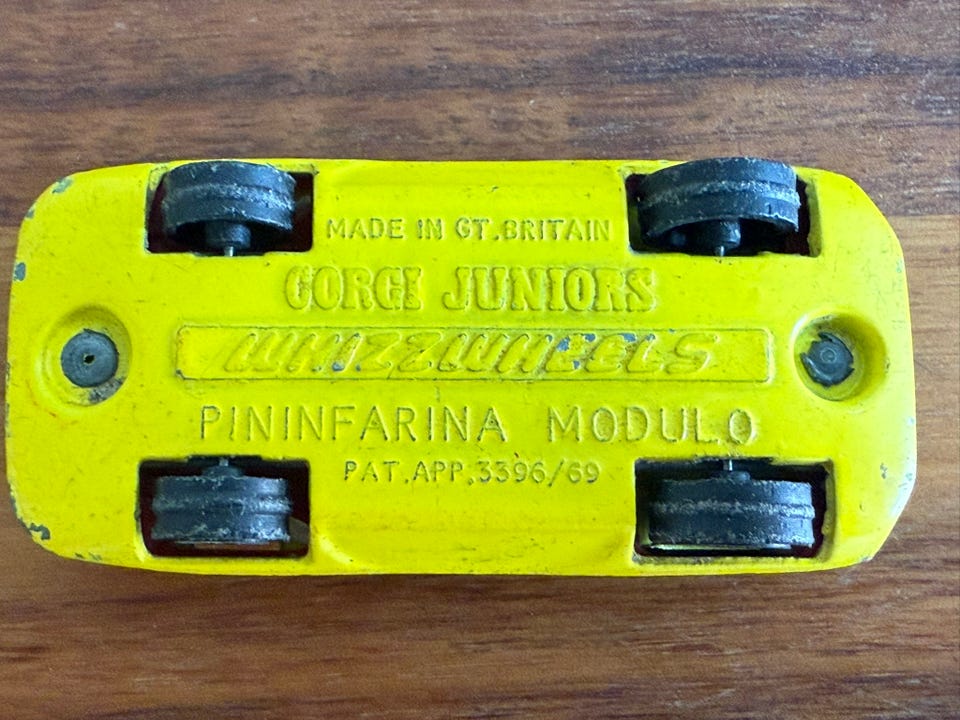 MADE IN GT.BRITAIN
CORGI JUNIORS
WHIZZWHEELS
PININFARINA MODULO
PAT.APP.3396/69